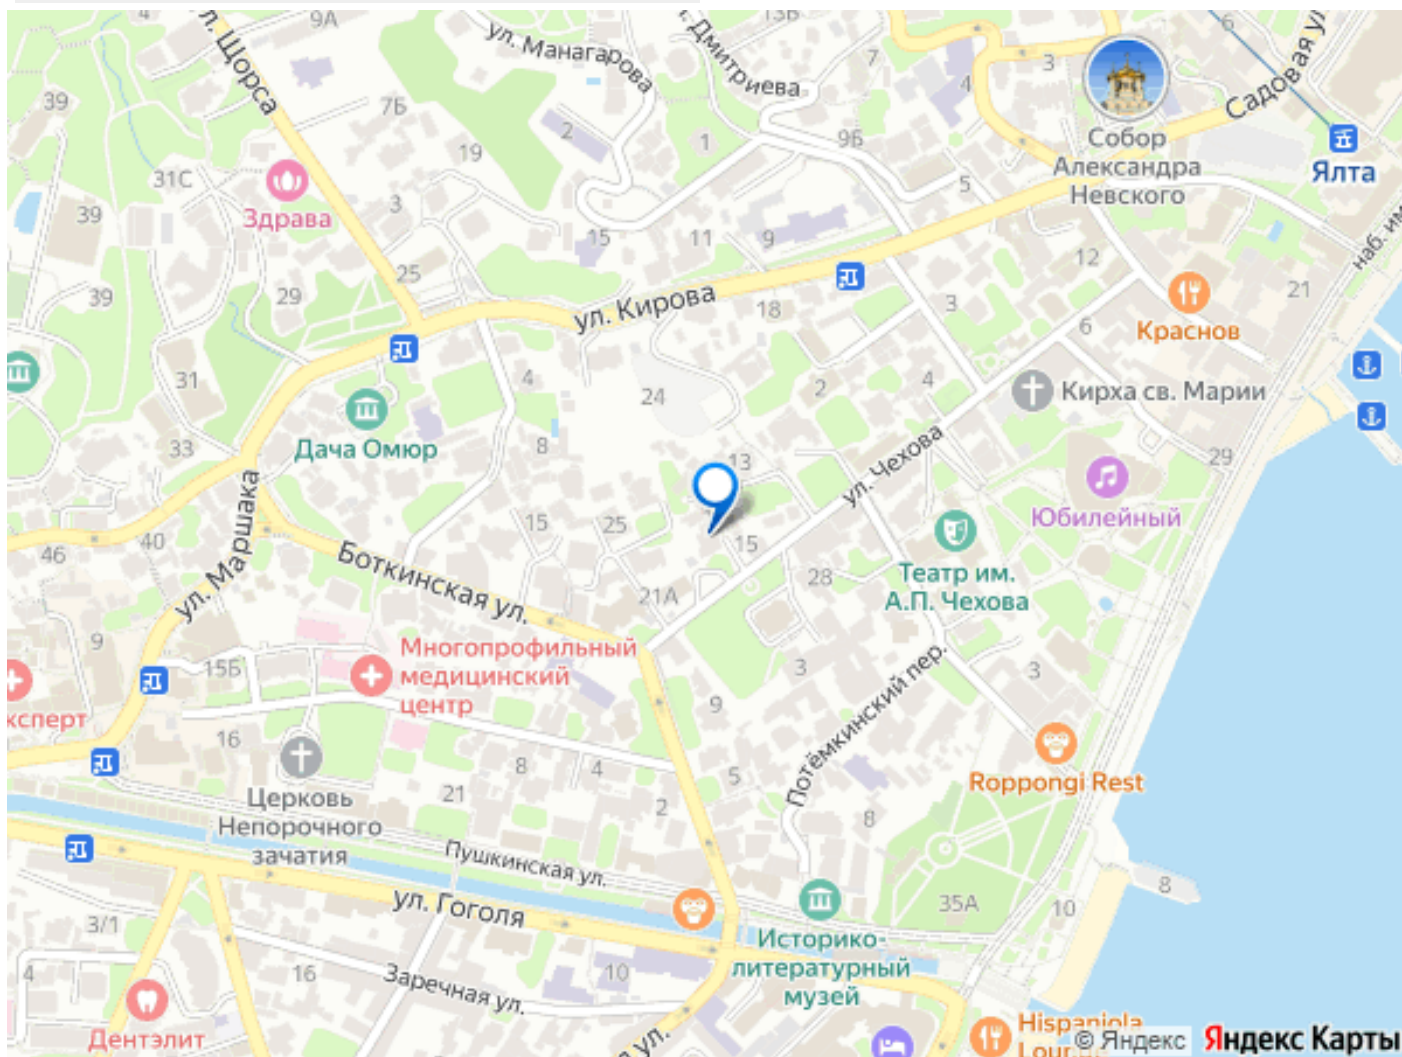 4
9А
13Б
6
ул. Щорса
ул. Манагарова
л. Дмитриева
7
4
3
Садовая ул.
39
7Б
2
1
9Б
Собор
Александра
Невского
Ялта
31С
19
5
39
Здрава
3
15
11
9
наб. им
25
12
39
29
ул. Кирова
18
3
21
6
Краснов
31
4
24
2
4
Кирха св. Марии
33
Дача Омюр
8
13
ул. Чехова
29
ул. Маршака
Юбилейный
15
25
46
40
Боткинская ул.
15
28
Театр им.
А.П. Чехова
21А
9
15Б
Многопрофильный
медицинский
центр
3
3
Потёмкинский пер.
ксперт
16
9
8
4
5
Roppongi Rest
Церковь
Непорочного
зачатия
21
2
8
Пушкинская ул.
8
ул. Гоголя
3/1
35А
10
Историко-
литературный
музей
4
16
Заречная ул.
10
Дентэлит
ул.
Hispaniola
© Яндекс Яндекс Карты